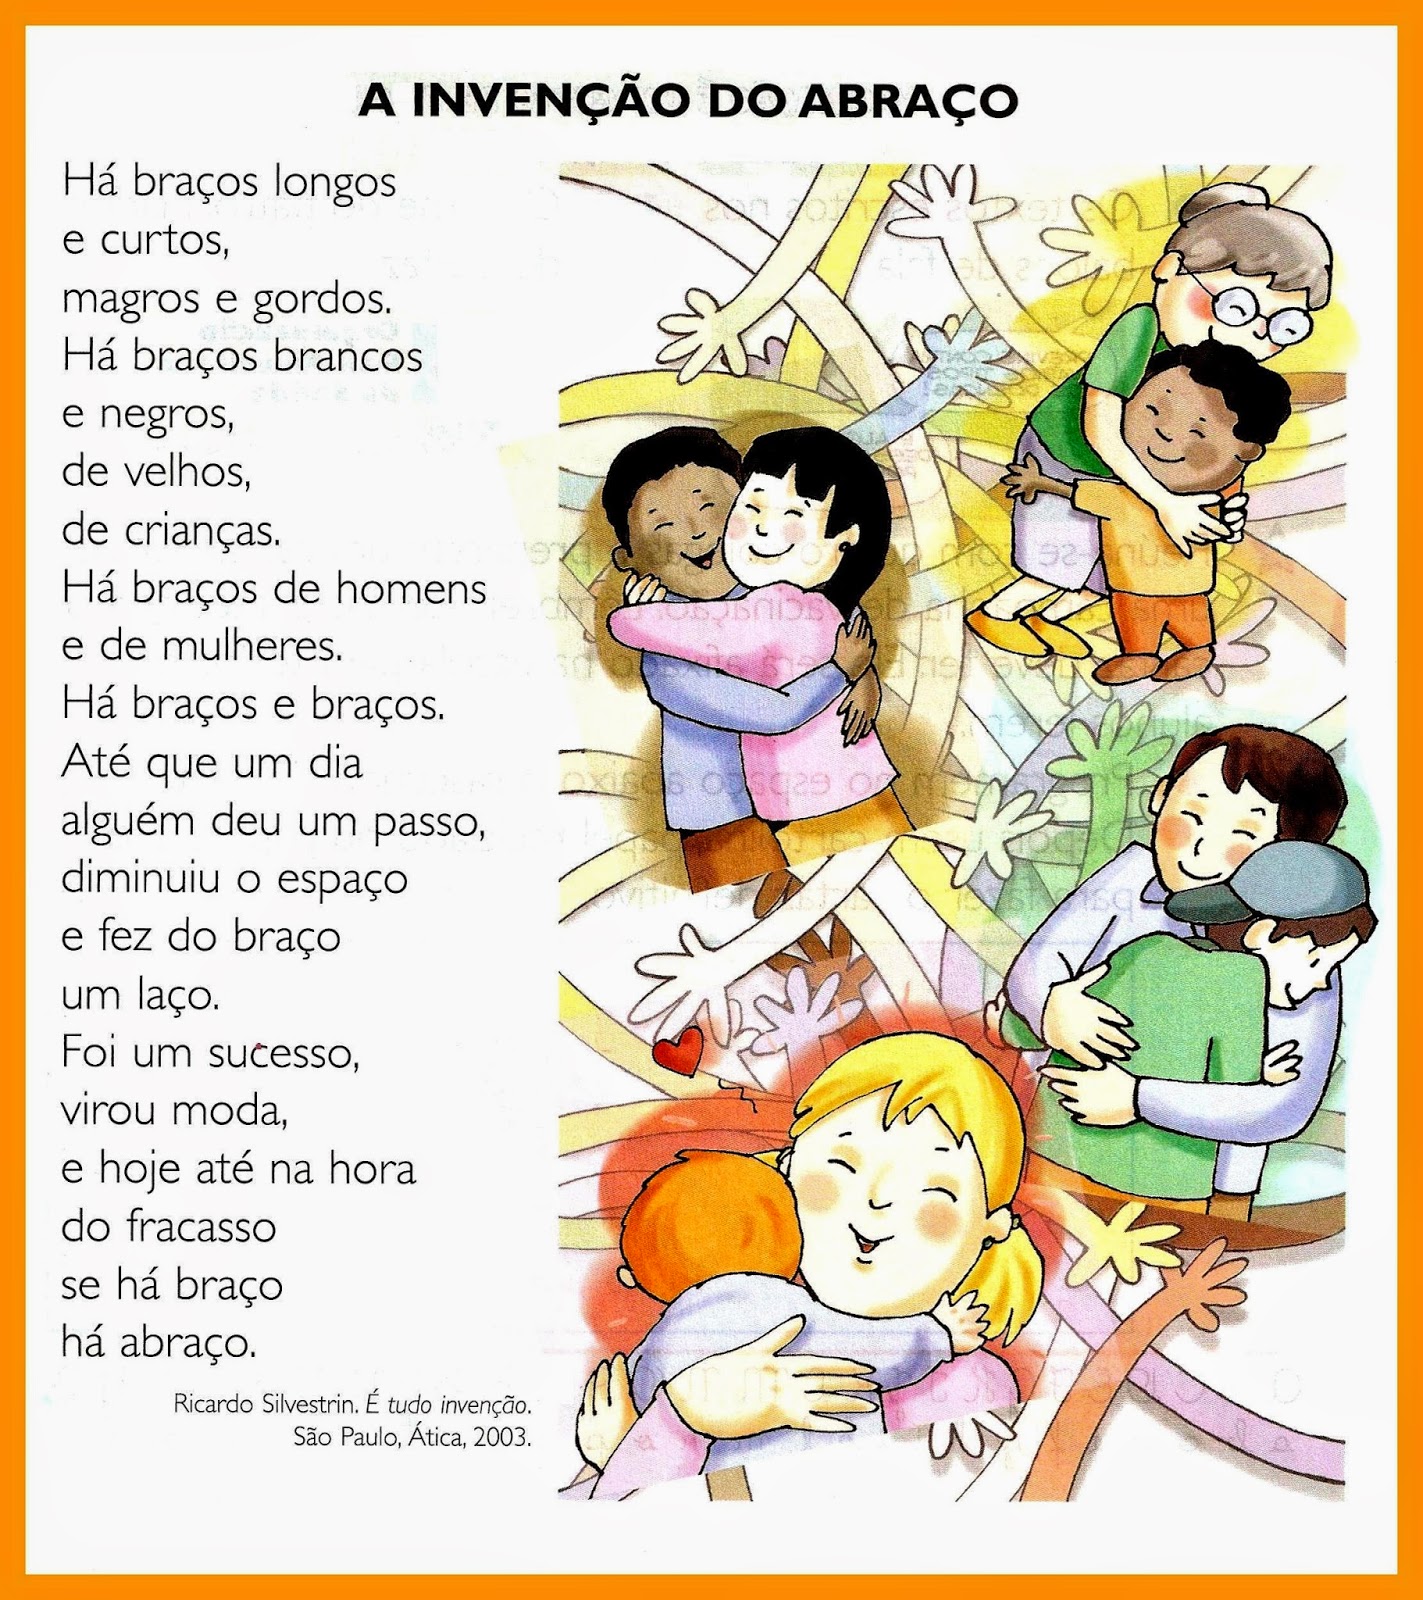 A INVENÇÃO DO ABRAÇO
Há braços longos
e curtos,
magros e gordos.
Há braços brancos
e negros,
de velhos,
de crianças.
Há braços de homens
e de mulheres.
Há braços e braços.
Até que um dia
alguém deu um passo,
diminuiu o espaço
e fez do braço
um laço.
Foi um sucesso,
virou moda,
e hoje até na hora
do fracasso
se há braço
há abraço.
Ricardo Silvestrin. É tudo invenção.
São Paulo, Ática, 2003.